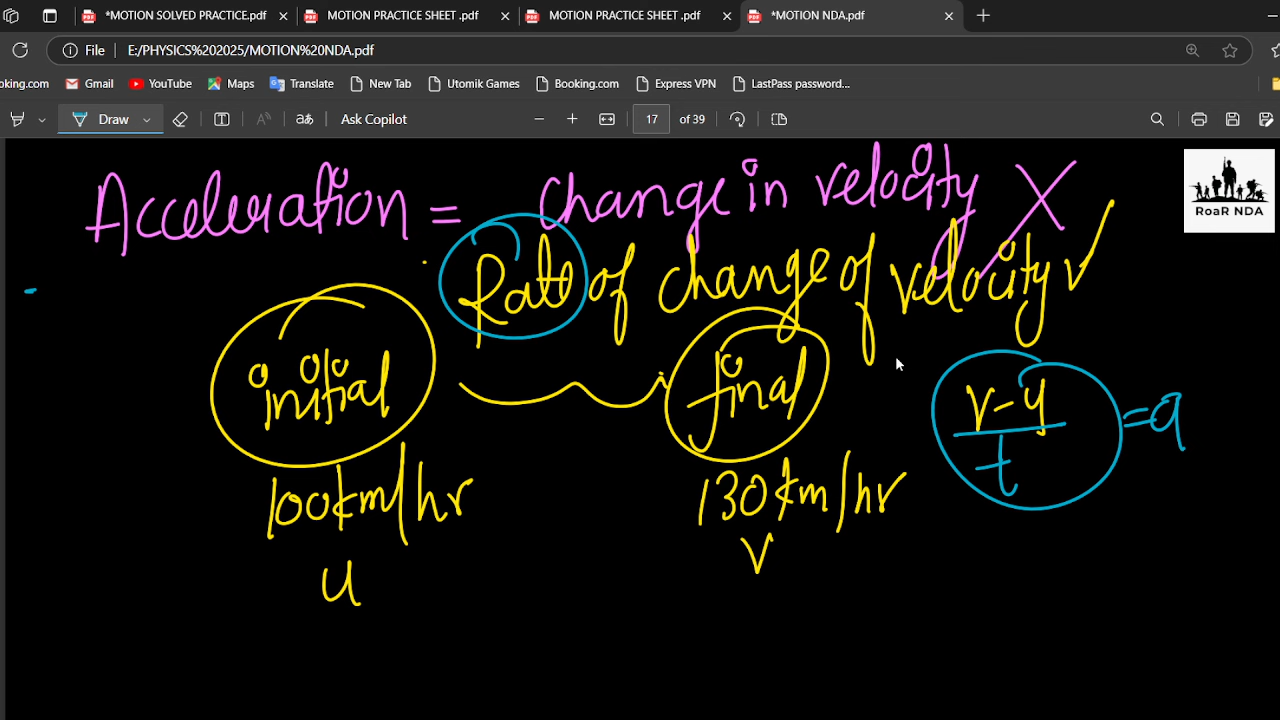 *MOTION SOLVED PRACTICE.pdf MOTION PRACTICE SHEET .pdf MOTION PRACTICE SHEET .pdf *MOTION NDA.pdf
File E:/PHYSICS%202025/MOTION%20NDA.pdf
oking.com Gmail YouTube Maps Translate New Tab Utomik Games Booking.com Express VPN LastPass password...
Draw aあ Ask Copilot 17 of 39
Acceleration = Change in velocity X
Rate of change of velocity ✓
RoaR NDA
initial final
v-u/t = a
100km/hr 130km/hr
u v